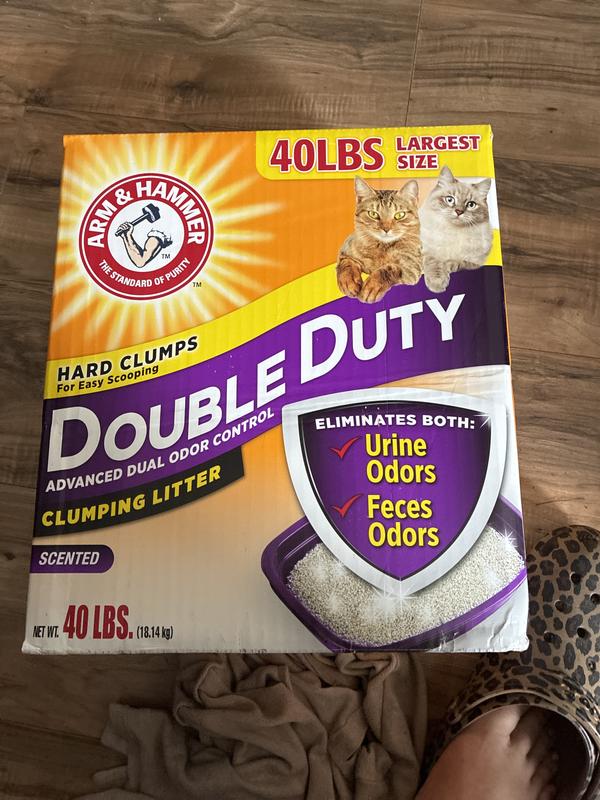 40LBS LARGEST
SIZE
ARM & HAMMER
TM
THE STANDARD OF PURITY
TM
HARD CLUMPS
For Easy Scooping
DOUBLE DUTY
ADVANCED DUAL ODOR CONTROL
CLUMPING LITTER
ELIMINATES BOTH:
Urine
Odors
Feces
Odors
SCENTED
NET WT. 40 LBS. (18.14 kg)